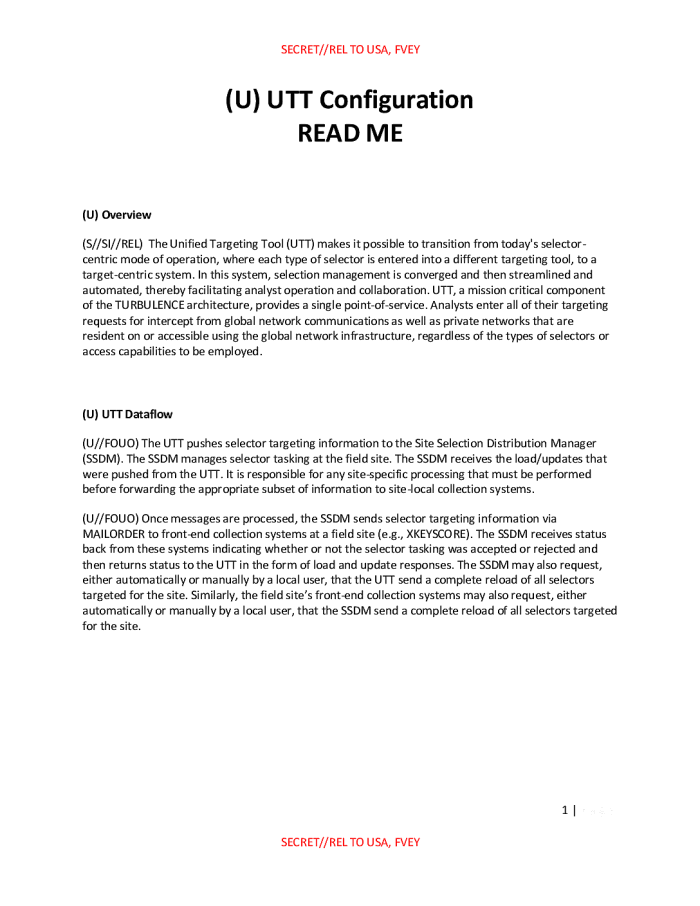 SECRET//REL TO USA, FVEY
(U) UTT Configuration
READ ME
(U) Overview
(S//SI//REL) The Unified Targeting Tool (UTT) makes it possible to transition from today's selector-
centric mode of operation, where each type of selector is entered into a different targeting tool, to a
target-centric system. In this system, selection management is converged and then streamlined and
automated, thereby facilitating analyst operation and collaboration. UTT, a mission critical component
of the TURBULENCE architecture, provides a single point-of-service. Analysts enter all of their targeting
requests for intercept from global network communications as well as private networks that are
resident on or accessible using the global network infrastructure, regardless of the types of selectors or
access capabilities to be employed.
(U) UTT Dataflow
(U//FOUO) The UTT pushes selector targeting information to the Site Selection Distribution Manager
(SSDM). The SSDM manages selector tasking at the field site. The SSDM receives the load/updates that
were pushed from the UTT. It is responsible for any site-specific processing that must be performed
before forwarding the appropriate subset of information to site-local collection systems.
(U//FOUO) Once messages are processed, the SSDM sends selector targeting information via
MAILORDER to front-end collection systems at a field site (e.g., XKEYSCORE). The SSDM receives status
back from these systems indicating whether or not the selector tasking was accepted or rejected and
then returns status to the UTT in the form of load and update responses. The SSDM may also request,
either automatically or manually by a local user, that the UTT send a complete reload of all selectors
targeted for the site. Similarly, the field site's front-end collection systems may also request, either
automatically or manually by a local user, that the SSDM send a complete reload of all selectors targeted
for the site.
1 |
SECRET//REL TO USA, FVEY